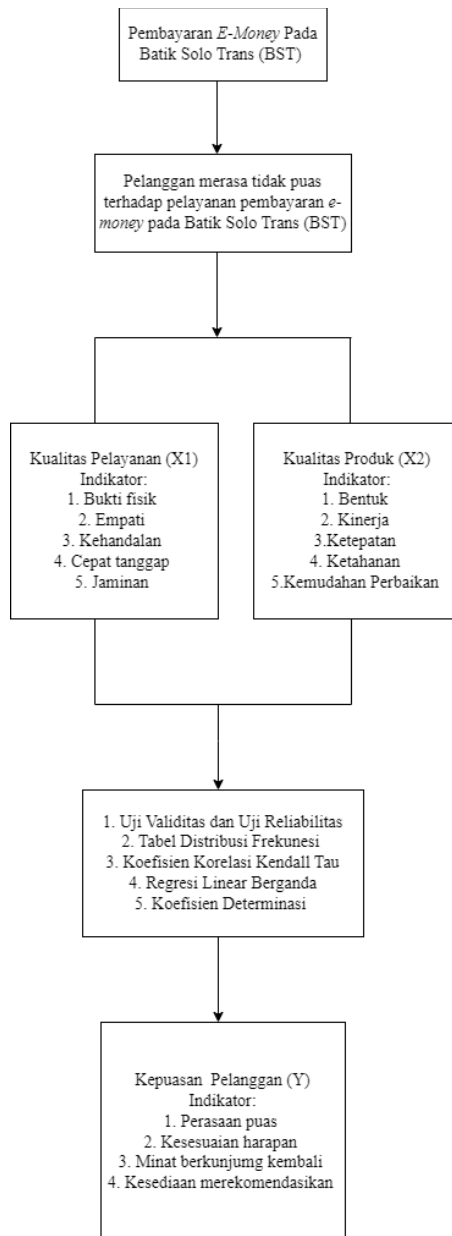 Pembayaran E-Money Pada
Batik Solo Trans (BST)
Pelanggan merasa tidak puas
terhadap pelayanan pembayaran e-
money pada Batik Solo Trans (BST)
Kualitas Pelayanan (X1)
Indikator:
1. Bukti fisik
2. Empati
3. Kehandalan
4. Cepat tanggap
5. Jaminan
Kualitas Produk (X2)
Indikator:
1. Bentuk
2. Kinerja
3.Ketepatan
4. Ketahanan
5.Kemudahan Perbaikan
1. Uji Validitas dan Uji Reliabilitas
2. Tabel Distribusi Frekunesi
3. Koefisien Korelasi Kendall Tau
4. Regresi Linear Berganda
5. Koefisien Determinasi
Kepuasan Pelanggan (Y)
Indikator:
1. Perasaan puas
2. Kesesuaian harapan
3. Minat berkunjumg kembali
4. Kesediaan merekomendasikan